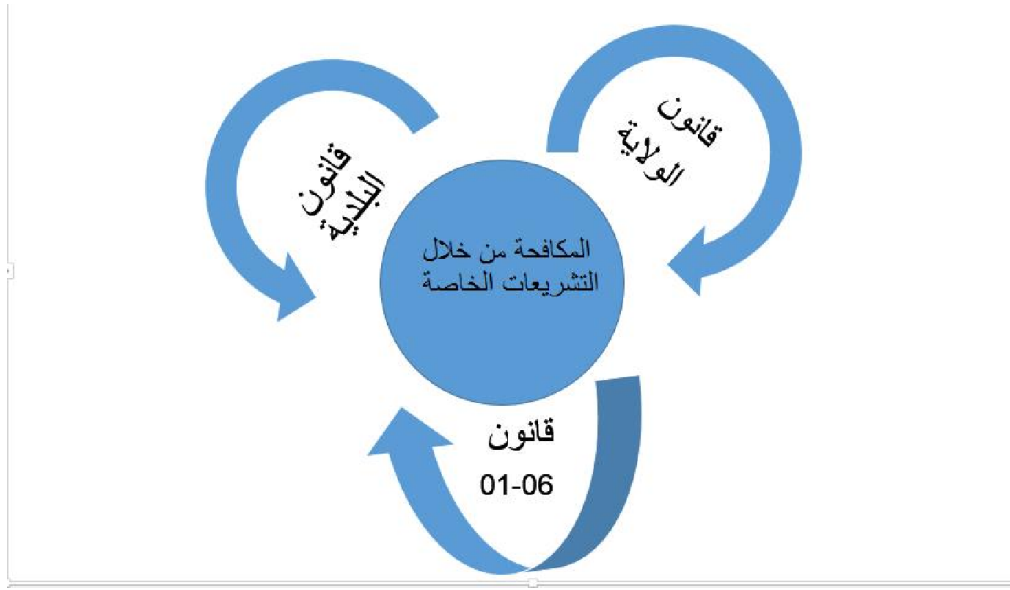 قانون
الولاية
قانون
البلدية
المكافحة من خلال
التشريعات الخاصة
قانون
01-06